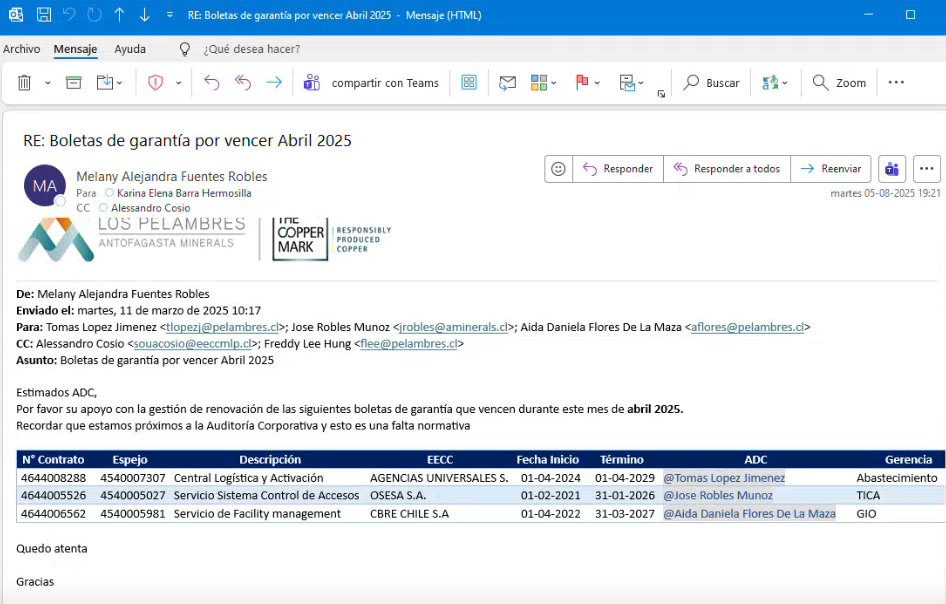 RE: Boletas de garantía por vencer Abril 2025 - Mensaje (HTML)
Archivo Mensaje Ayuda ¿Qué desea hacer?
compartir con Teams Buscar Zoom
RE: Boletas de garantía por vencer Abril 2025
MA
Melany Alejandra Fuentes Robles
Para Karina Elena Barra Hermosilla
CC Alessandro Cosio
Responder Responder a todos Reenviar
martes 05-08-2025 19:21
LOS PELAMBRES
ANTOFAGASTA MINERALS
THE
COPPER
MARK
RESPONSIBLY
PRODUCED
COPPER
De: Melany Alejandra Fuentes Robles
Enviado el: martes, 11 de marzo de 2025 10:17
Para: Tomas Lopez Jimenez <tlopezj@pelambres.cl>; Jose Robles Munoz <jrobles@aminerals.cl>; Aida Daniela Flores De La Maza <aflores@pelambres.cl>
CC: Alessandro Cosio <souacosio@eeccmlp.cl>; Freddy Lee Hung <flee@pelambres.cl>
Asunto: Boletas de garantía por vencer Abril 2025
Estimados ADC,
Por favor su apoyo con la gestión de renovación de las siguientes boletas de garantía que vencen durante este mes de abril 2025.
Recordar que estamos próximos a la Auditoría Corporativa y esto es una falta normativa
N° Contrato Espejo Descripción EECC Fecha Inicio Término ADC Gerencia
4644008288 4540007307 Central Logística y Activación AGENCIAS UNIVERSALES S. 01-04-2024 01-04-2029 @Tomas Lopez Jimenez Abastecimiento
4644005526 4540005027 Servicio Sistema Control de Accesos OSESA S.A. 01-02-2021 31-01-2026 @Jose Robles Munoz TICA
4644006562 4540005981 Servicio de Facility management CBRE CHILE S.A 01-04-2022 31-03-2027 @Aida Daniela Flores De La Maza GIO
Quedo atenta
Gracias